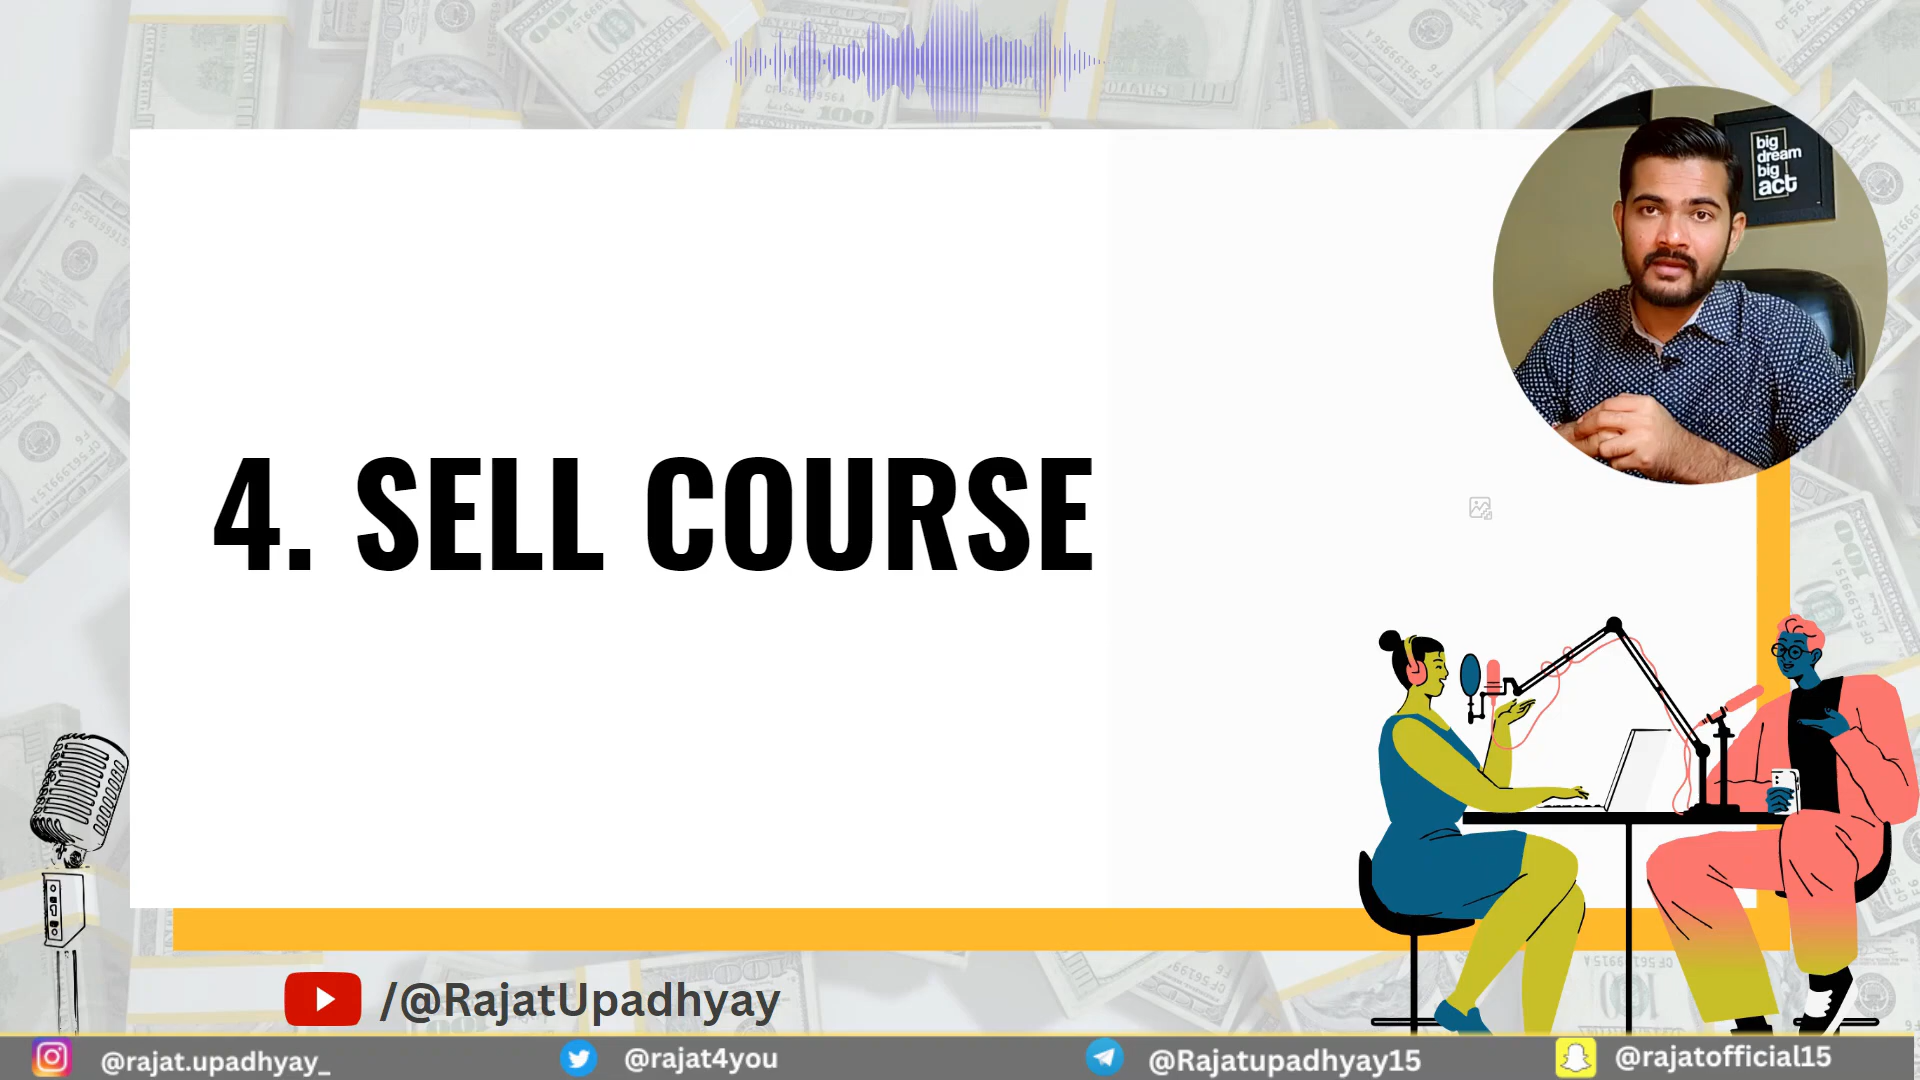 big
dream
big
act
4. SELL COURSE
/@RajatUpadhyay
@rajat.upadhyay_
@rajat4you
@Rajatupadhyay15
@rajatofficial15